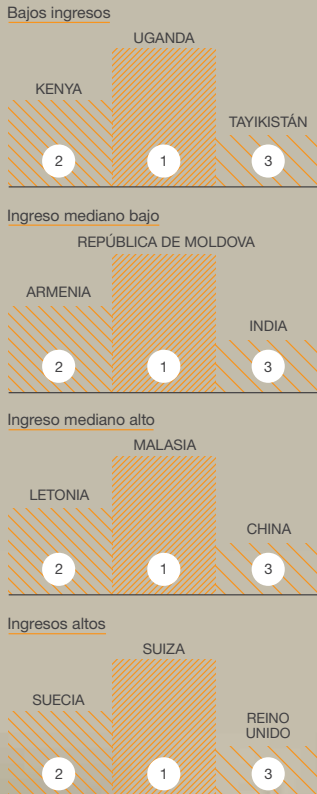 Bajos ingresos
UGANDA
KENYA
TAYIKISTÁN
2
1
3
Ingreso mediano bajo
REPÚBLICA DE MOLDOVA
ARMENIA
INDIA
2
1
3
Ingreso mediano alto
MALASIA
LETONIA
CHINA
2
1
3
Ingresos altos
SUIZA
SUECIA
REINO
UNIDO
2
1
3